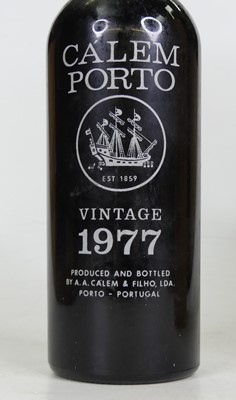 CALEM
PORTO
EST 1859
VINTAGE
1977
PRODUCED AND BOTTLED
BY A.A. CALEM & FILHO, LDA.
PORTO - PORTUGAL